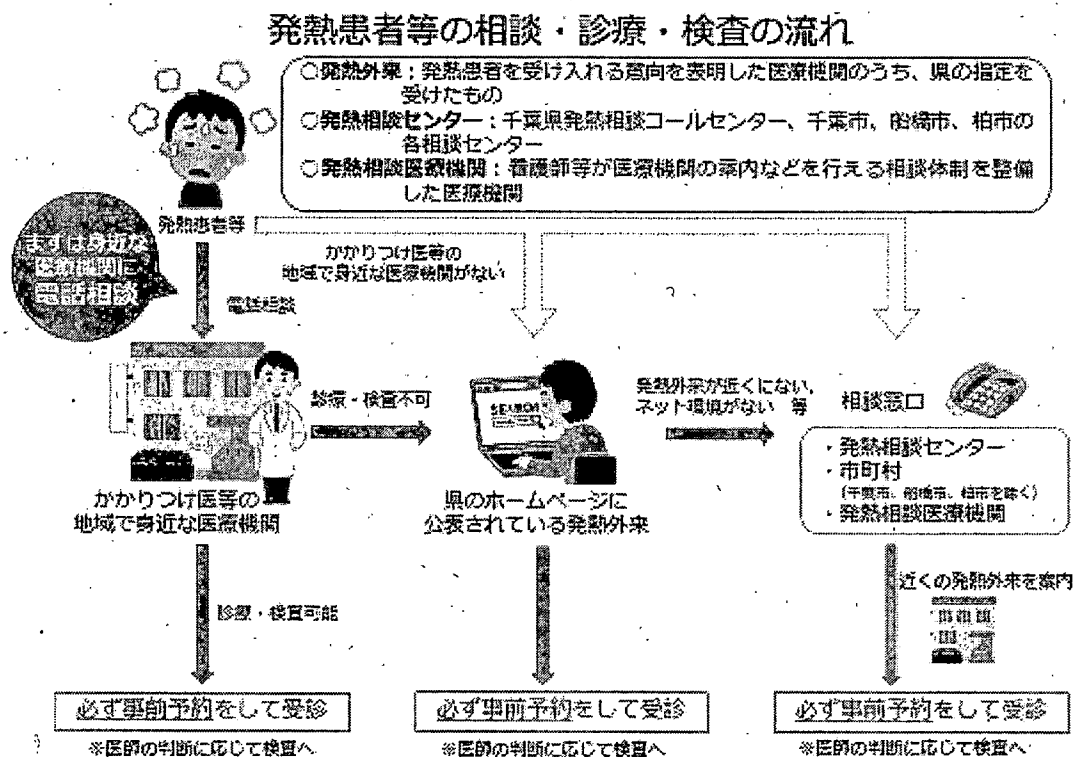 発熱患者等の相談・診療・検査の流れ
○発熱外来：発熱患者を受け入れる意向を表明した医療機関のうち、県の指定を
受けたもの
○発熱相談センター：千葉県発熱相談コールセンター、千葉市、船橋市、柏市の
各相談センター
○発熱相談医療機関：看護師等が医療機関の案内などを行える相談体制を整備
した医療機関
発熱患者等
まずは身近な
医療機関に
電話相談
かかりつけ医等の
地域で身近な医療機関がない
電話相談
診療・検査不可
SEARCH
発熱外来が近くにない、
ネット環境がない 等
相談窓口
・発熱相談センター
・市町村
（千葉市、船橋市、柏市を除く）
・発熱相談医療機関
かかりつけ医等の
地域で身近な医療機関
県のホームページに
公表されている発熱外来
診療・検査可能
近くの発熱外来を案内
必ず事前予約をして受診
※医師の判断に応じて検査へ
必ず事前予約をして受診
※医師の判断に応じて検査へ
必ず事前予約をして受診
※医師の判断に応じて検査へ